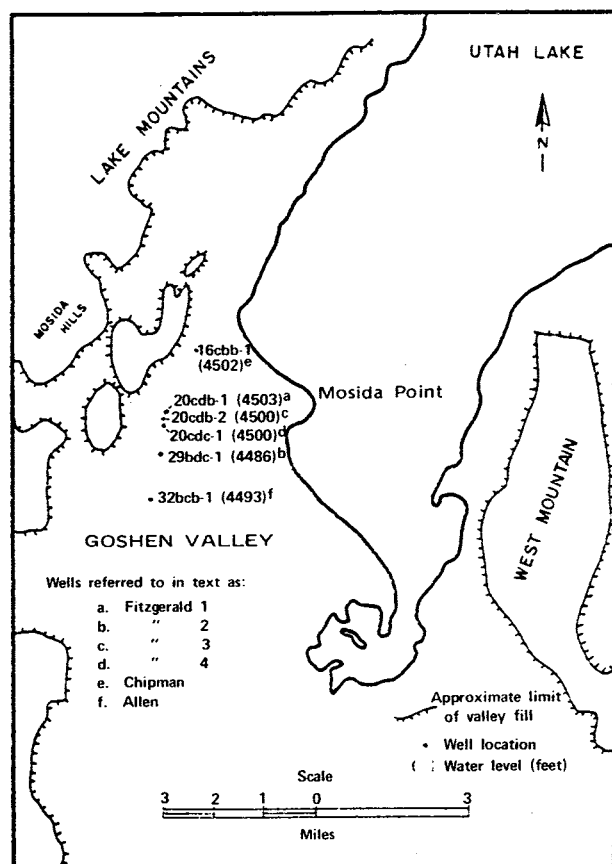 UTAH LAKE
LAKE MOUNTAINS
N
MOSIDA
HILLS
16cbb-1
(4502)e
Mosida Point
20cdb-1 (4503)a
20cdb-2 (4500)c
20cdc-1 (4500)d
29bdc-1 (4486)b
32bcb-1 (4493)f
GOSHEN VALLEY
WEST MOUNTAIN
Wells referred to in text as:
a. Fitzgerald 1
b. " 2
c. " 3
d. " 4
e. Chipman
f. Allen
Approximate limit
of valley fill
• Well location
( ) Water level (feet)
Scale
3 2 1 0 3
Miles